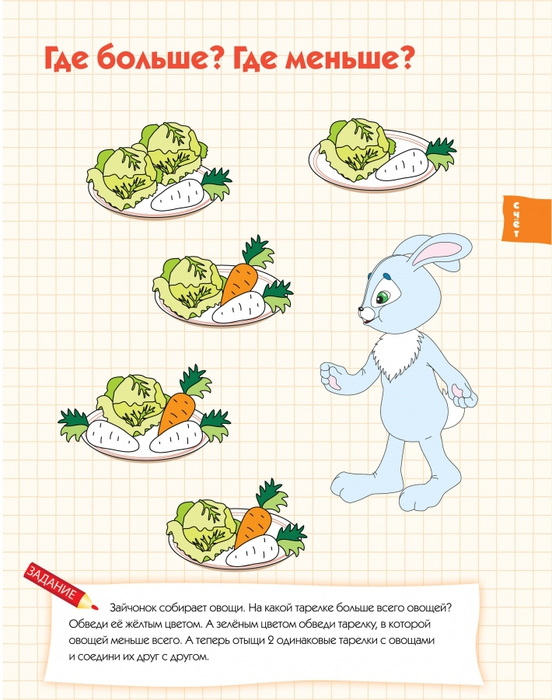 Где больше? Где меньше?
счёт
ЗАДАНИЕ
Зайчонок собирает овощи. На какой тарелке больше всего овощей?
Обведи её жёлтым цветом. А зелёным цветом обведи тарелку, в которой
овощей меньше всего. А теперь отыщи 2 одинаковые тарелки с овощами
и соедини их друг с другом.